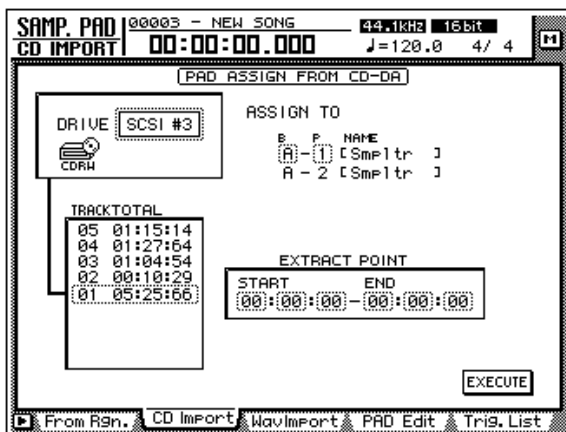 SAMP. PAD 00003 - NEW SONG 44.1kHz 16bit
CD IMPORT 00:00:00.000 ♩=120.0 4/ 4 M
PAD ASSIGN FROM CD-DA
DRIVE SCSI #3
CDRW
ASSIGN TO
B P NAME
A - 1 [Smpltr ]
A - 2 [Smpltr ]
TRACK TOTAL
05 01:15:14
04 01:27:64
03 01:04:54
02 00:10:29
01 05:25:66
EXTRACT POINT
START END
00:00:00-00:00:00
EXECUTE
From Rgn. CD Import WavImport PAD Edit Trig. List